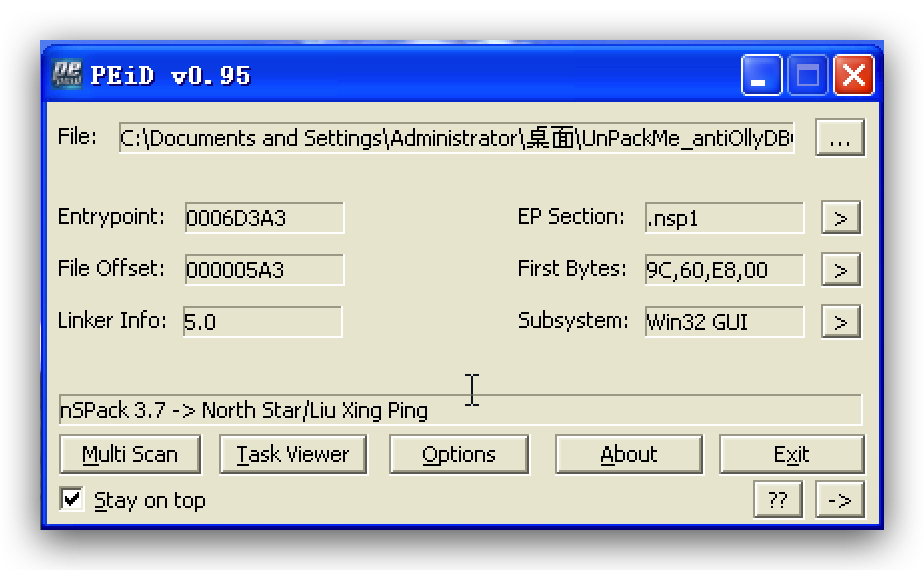 PEiD v0.95
File: C:\Documents and Settings\Administrator\桌面\UnPackMe_antiOllyDB
...
Entrypoint: 0006D3A3 EP Section: .nsp1 >
File Offset: 000005A3 First Bytes: 9C,60,E8,00 >
Linker Info: 5.0 Subsystem: Win32 GUI >
nSPack 3.7 -> North Star/Liu Xing Ping
Multi Scan Task Viewer Options About Exit
Stay on top ?? ->